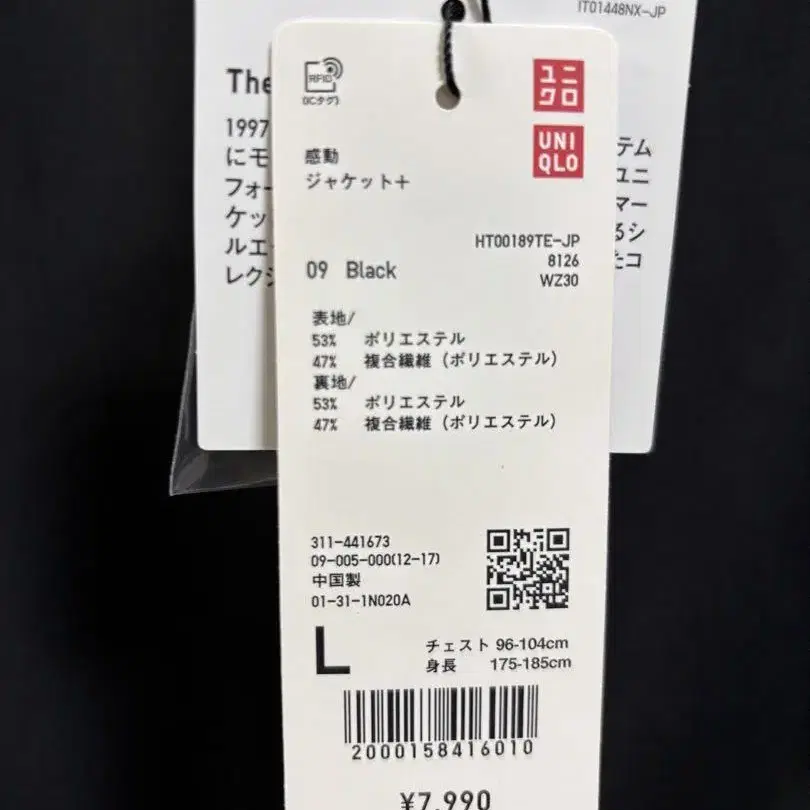 IT01448NX-JP
The
1997
にモ
フォー
ケッ
ルエ
レクシ
テム
ユニ
マー
るシ
たコ
RFID
(ICタグ)
ユニ
クロ
UNI
QLO
感動
ジャケット+
HT00189TE-JP
8126
WZ30
09 Black
表地/
53% ポリエステル
47% 複合繊維（ポリエステル）
裏地/
53% ポリエステル
47% 複合繊維（ポリエステル）
311-441673
09-005-000(12-17)
中国製
01-31-1N020A
L
チェスト 96-104cm
身長 175-185cm
2000158416010
¥7,990